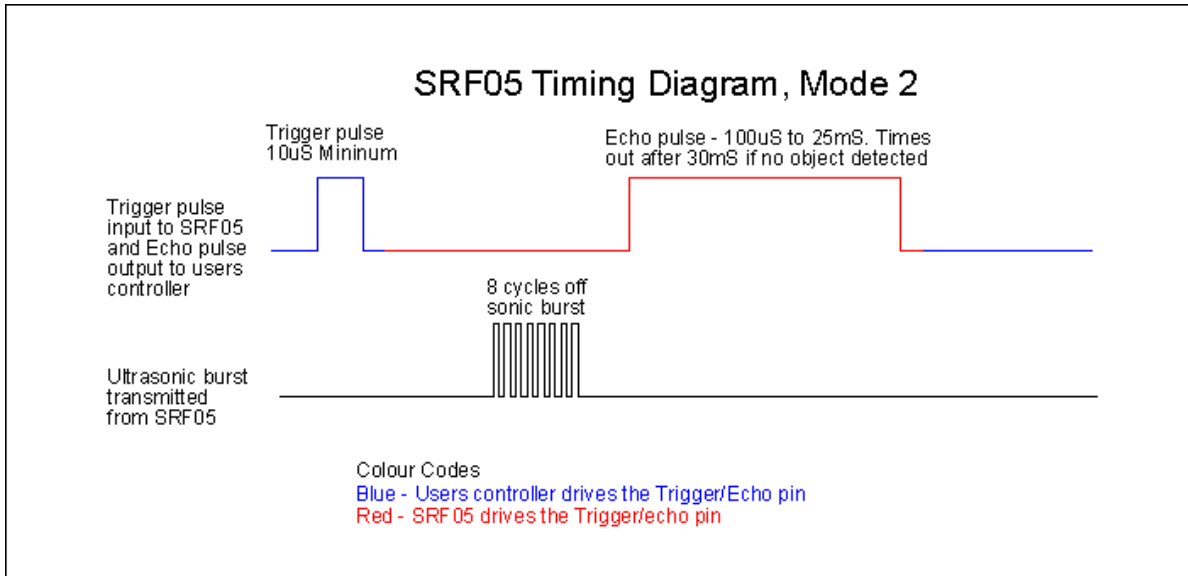 SRF05 Timing Diagram, Mode 2
Trigger pulse
10uS Mininum
Echo pulse - 100uS to 25mS. Times
out after 30mS if no object detected
Trigger pulse
input to SRF05
and Echo pulse
output to users
controller
8 cycles off
sonic burst
Ultrasonic burst
transmitted
from SRF05
Colour Codes
Blue - Users controller drives the Trigger/Echo pin
Red - SRF05 drives the Trigger/echo pin